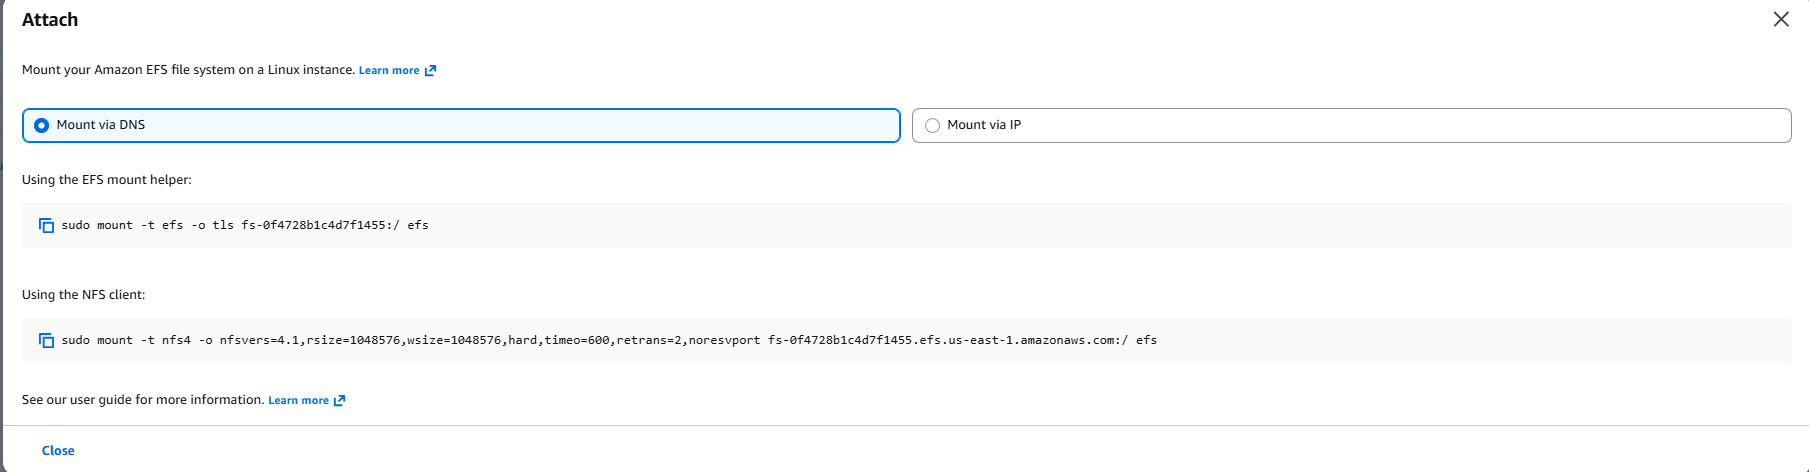 Attach
Mount your Amazon EFS file system on a Linux instance. Learn more
Mount via DNS
Mount via IP
Using the EFS mount helper:
sudo mount -t efs -o tls fs-0f4728b1c4d7f1455:/ efs
Using the NFS client:
sudo mount -t nfs4 -o nfsvers=4.1,rsize=1048576,wsize=1048576,hard,timeo=600,retrans=2,noresvport fs-0f4728b1c4d7f1455.efs.us-east-1.amazonaws.com:/ efs
See our user guide for more information. Learn more
Close